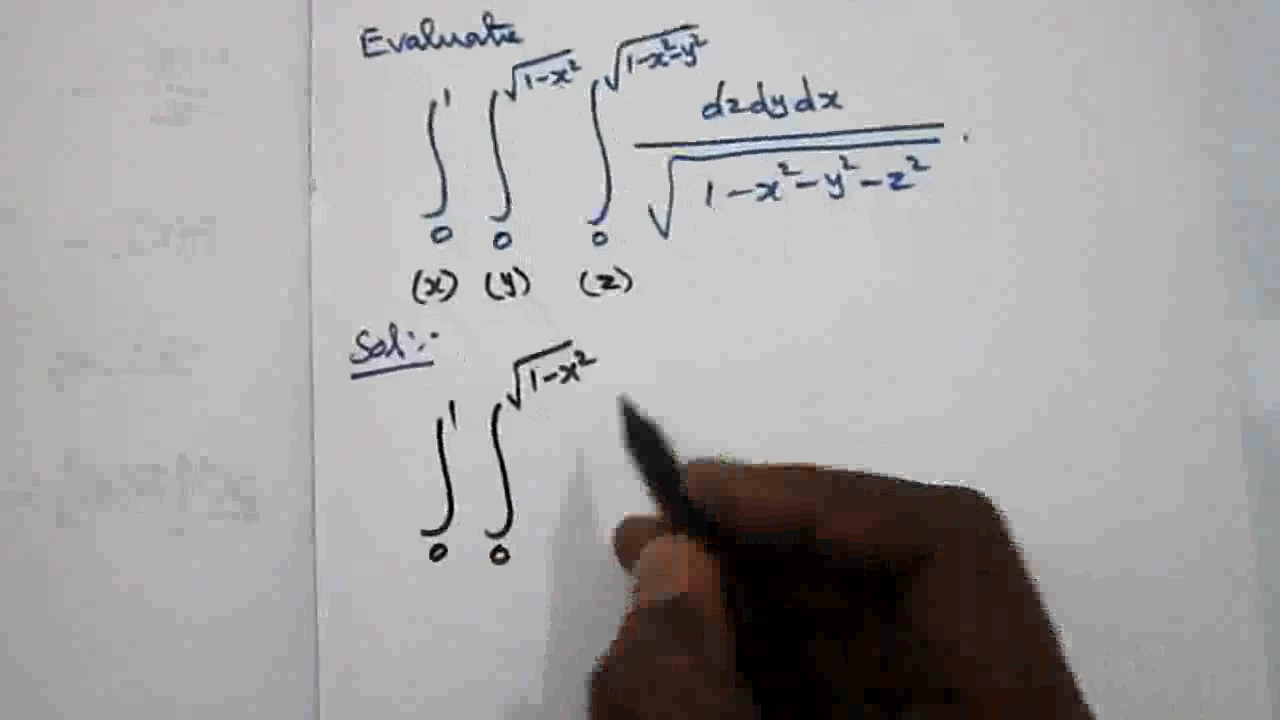 Evaluate
∫₀¹ ∫₀^√(1-x²) ∫₀^√(1-x²-y²) dzdydx / √(1-x²-y²-z²) .
(x) (y) (z)
Sol:-
∫₀¹ ∫₀^√(1-x²)